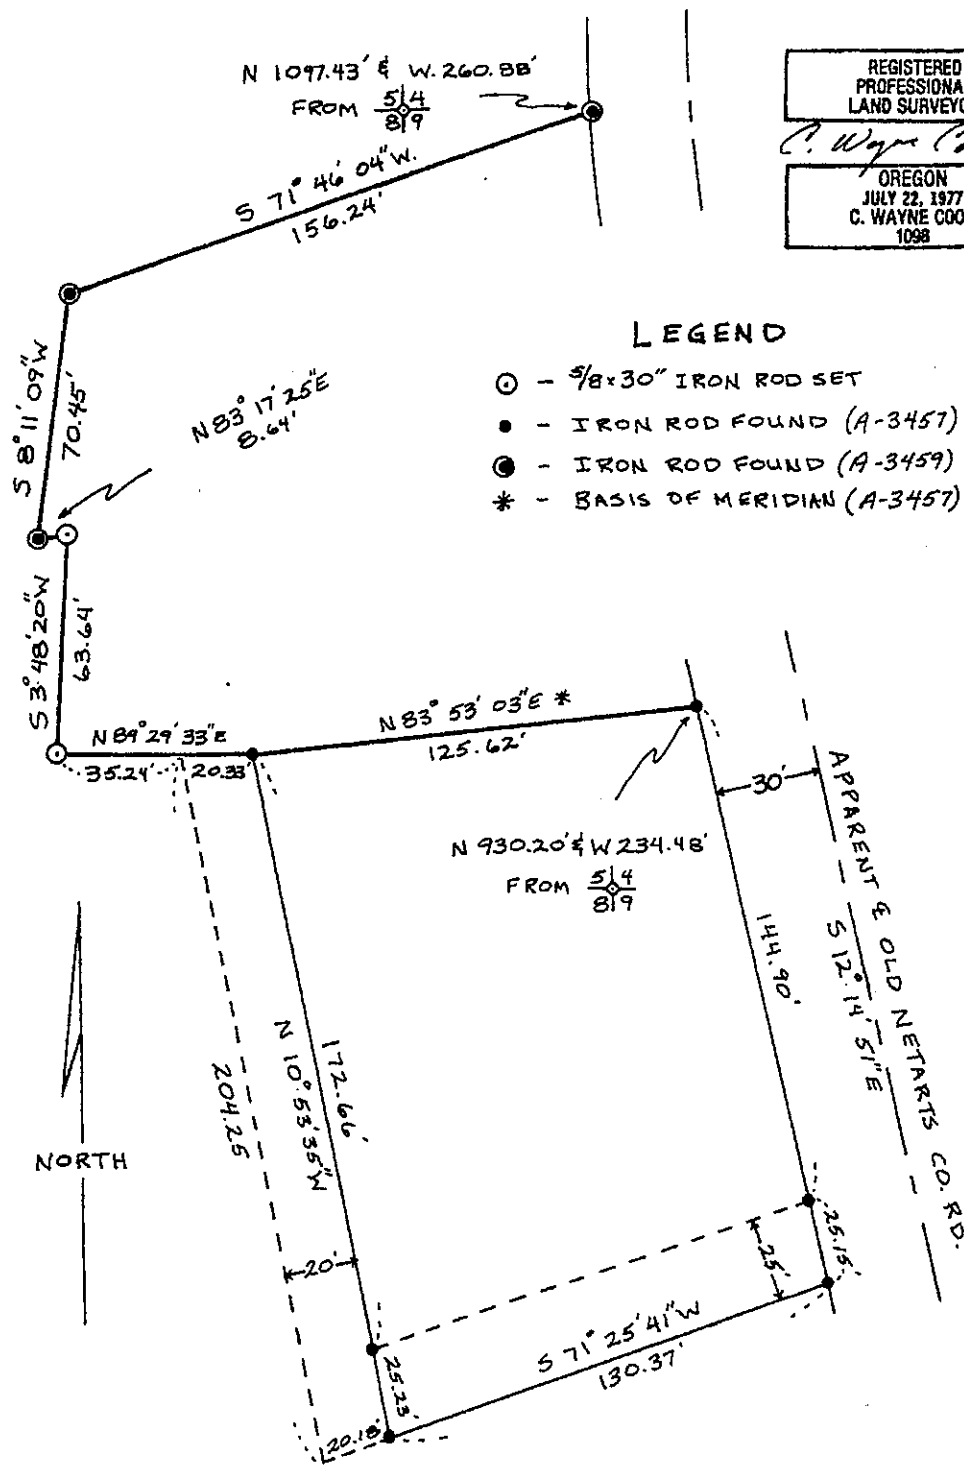 N 1097.43' & W. 260.88'
FROM 5|4
8|9
REGISTERED
PROFESSIONA
LAND SURVEYO
C. Wayne Co
OREGON
JULY 22, 1977
C. WAYNE COO
1098
S 71° 46' 04" W.
156.24'
LEGEND
⊙ - 5/8 x 30" IRON ROD SET
• - IRON ROD FOUND (A-3457)
◉ - IRON ROD FOUND (A-3459)
* - BASIS OF MERIDIAN (A-3457)
S 8° 11' 09" W
70.45'
N 83° 17' 25" E
8.64'
S 3° 48' 20" W
63.64'
N 89° 29' 33" E
35.24'
20.33'
N 83° 53' 03" E *
125.62'
30'
N 930.20' & W 234.48'
FROM 5|4
8|9
APPARENT ℄ OLD NETARTS CO. RD.
S 12° 14' 51" E
144.90'
172.66'
N 10° 53' 35" W
204.25
NORTH
20'
25'
25.15'
S 71° 25' 41" W
130.37'
25.23'
20.18'